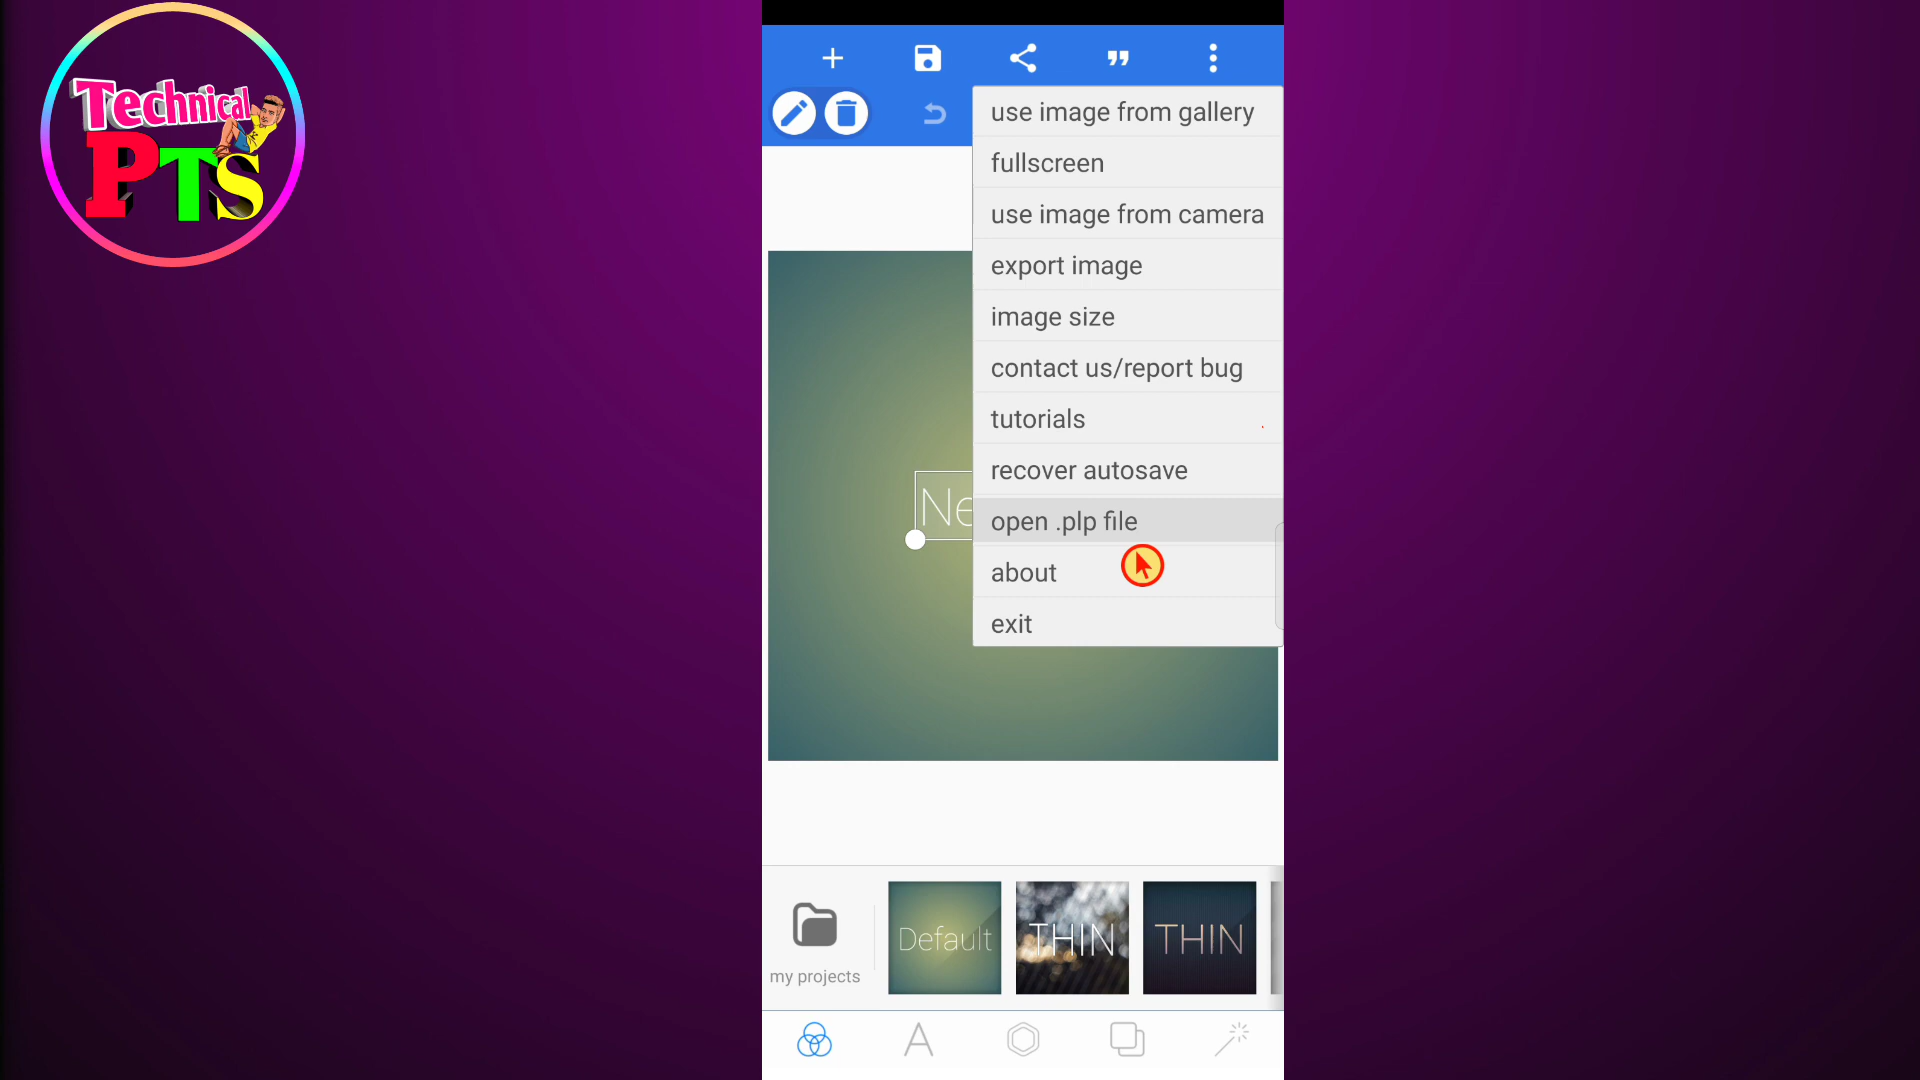 Technical
PTS
use image from gallery
fullscreen
use image from camera
export image
image size
contact us/report bug
tutorials
recover autosave
open .plp file
about
exit
Ne
my projects
Default
THIN
THIN